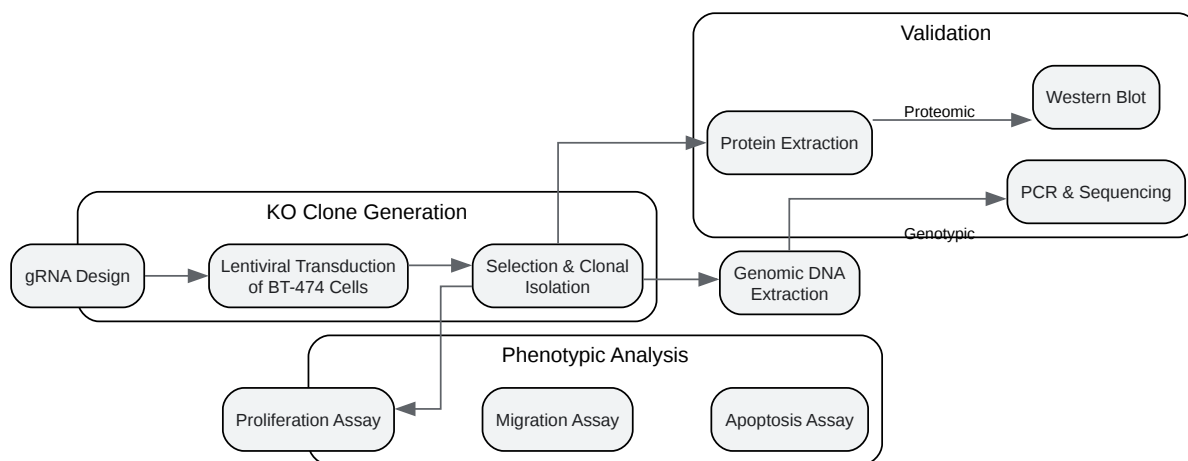 Validation
Western Blot
Proteomic
Protein Extraction
PCR & Sequencing
Genotypic
KO Clone Generation
gRNA Design
Lentiviral Transduction
of BT-474 Cells
Selection & Clonal
Isolation
Genomic DNA
Extraction
Phenotypic Analysis
Proliferation Assay
Migration Assay
Apoptosis Assay